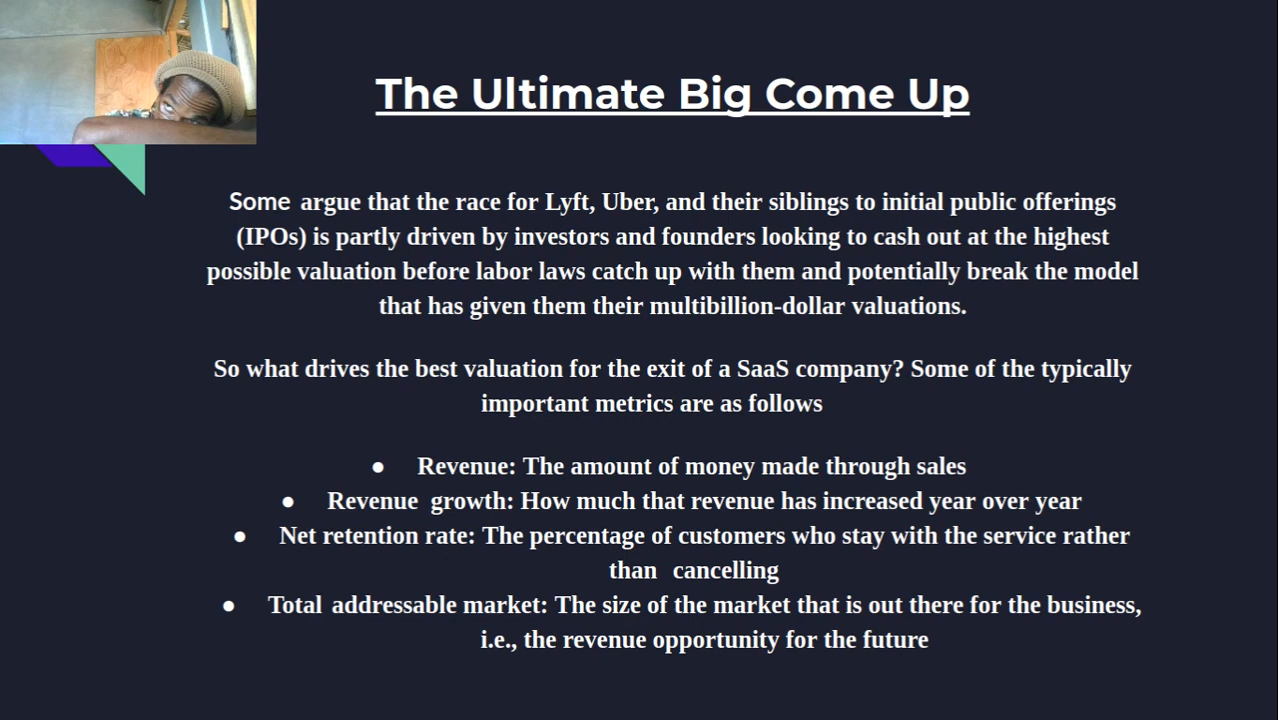 The Ultimate Big Come Up
Some argue that the race for Lyft, Uber, and their siblings to initial public offerings
(IPOs) is partly driven by investors and founders looking to cash out at the highest
possible valuation before labor laws catch up with them and potentially break the model
that has given them their multibillion-dollar valuations.
So what drives the best valuation for the exit of a SaaS company? Some of the typically
important metrics are as follows
● Revenue: The amount of money made through sales
● Revenue growth: How much that revenue has increased year over year
● Net retention rate: The percentage of customers who stay with the service rather
than cancelling
● Total addressable market: The size of the market that is out there for the business,
i.e., the revenue opportunity for the future